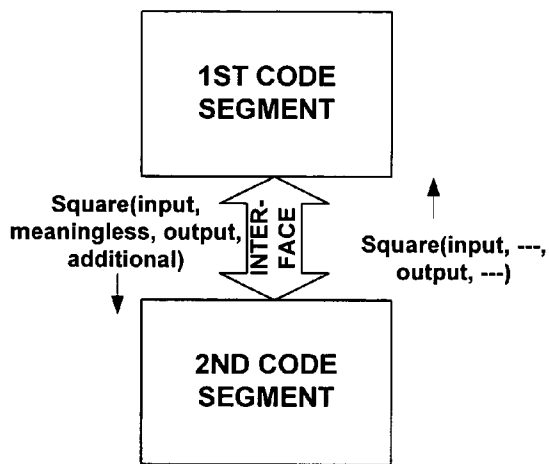 1ST CODE
SEGMENT
Square(input,
meaningless, output,
additional)
INTER-
FACE
Square(input, ---,
output, ---)
2ND CODE
SEGMENT